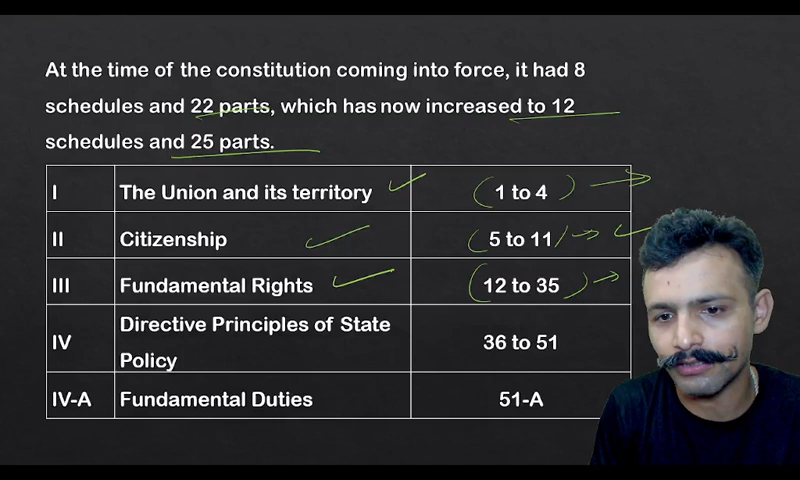 At the time of the constitution coming into force, it had 8
schedules and 22 parts, which has now increased to 12
schedules and 25 parts.
I The Union and its territory 1 to 4
II Citizenship 5 to 11
III Fundamental Rights 12 to 35
IV Directive Principles of State Policy 36 to 51
IV-A Fundamental Duties 51-A